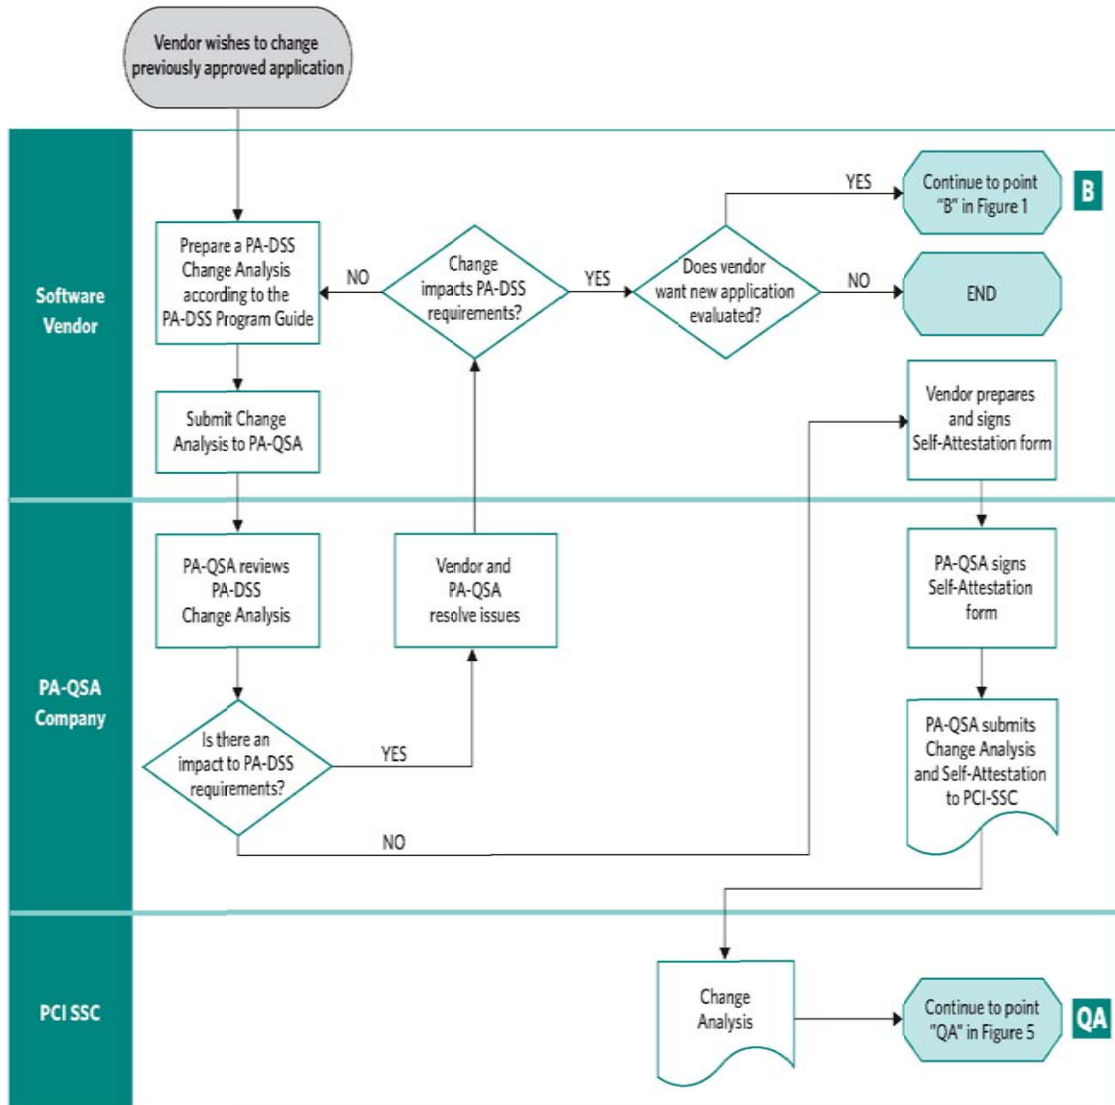 Vendor wishes to change
previously approved application
Software
Vendor
Prepare a PA-DSS
Change Analysis
according to the
PA-DSS Program Guide
NO
Change
impacts PA-DSS
requirements?
YES
Does vendor
want new application
evaluated?
YES
Continue to point
"B" in Figure 1
B
NO
END
Submit Change
Analysis to PA-QSA
Vendor prepares
and signs
Self-Attestation form
PA-QSA
Company
PA-QSA reviews
PA-DSS
Change Analysis
Vendor and
PA-QSA
resolve issues
PA-QSA signs
Self-Attestation
form
Is there an
impact to PA-DSS
requirements?
YES
NO
PA-QSA submits
Change Analysis
and Self-Attestation
to PCI-SSC
PCI SSC
Change
Analysis
Continue to point
"QA" in Figure 5
QA